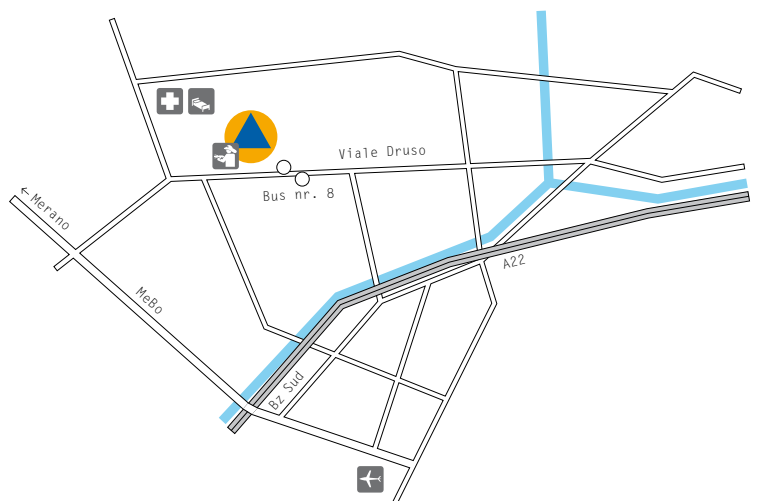 Viale Druso
Bus nr. 8
← Merano
A22
MeBo
Bz Sud